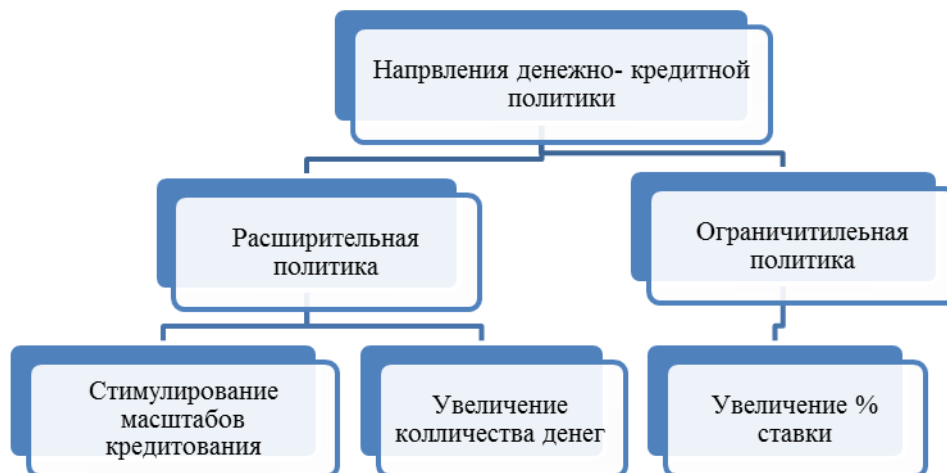 Напрвления денежно- кредитной
политики
Расширительная
политика
Ограничитилеьная
политика
Стимулирование
масштабов
кредитования
Увеличение
колличества денег
Увеличение %
ставки